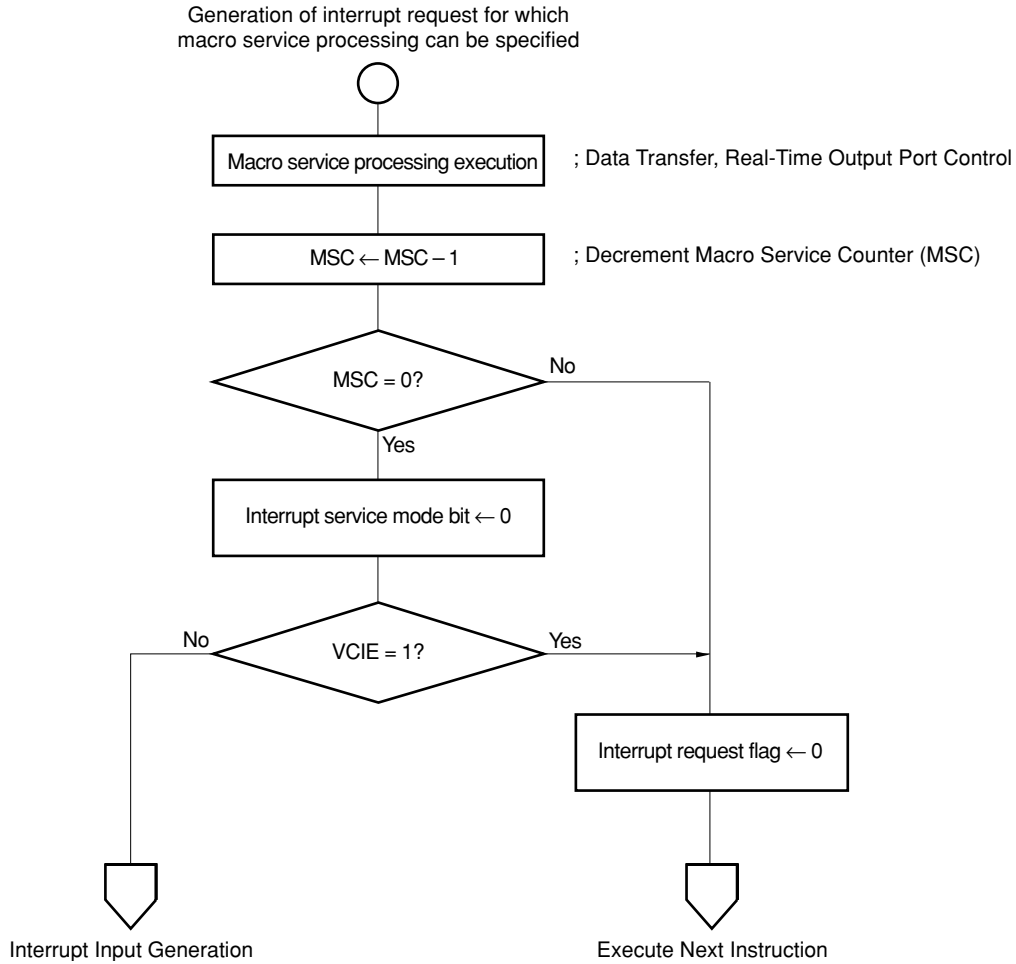 Generation of interrupt request for which
macro service processing can be specified
Macro service processing execution
; Data Transfer, Real-Time Output Port Control
MSC ← MSC − 1
; Decrement Macro Service Counter (MSC)
MSC = 0?
No
Yes
Interrupt service mode bit ← 0
No
VCIE = 1?
Yes
Interrupt request flag ← 0
Interrupt Input Generation
Execute Next Instruction